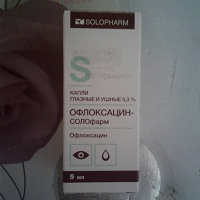 SOLOPHARM
S
КАПЛИ
ГЛАЗНЫЕ И УШНЫЕ 0,3 %
ОФЛОКСАЦИН-
СОЛОфарм
Офлоксацин
5 мл